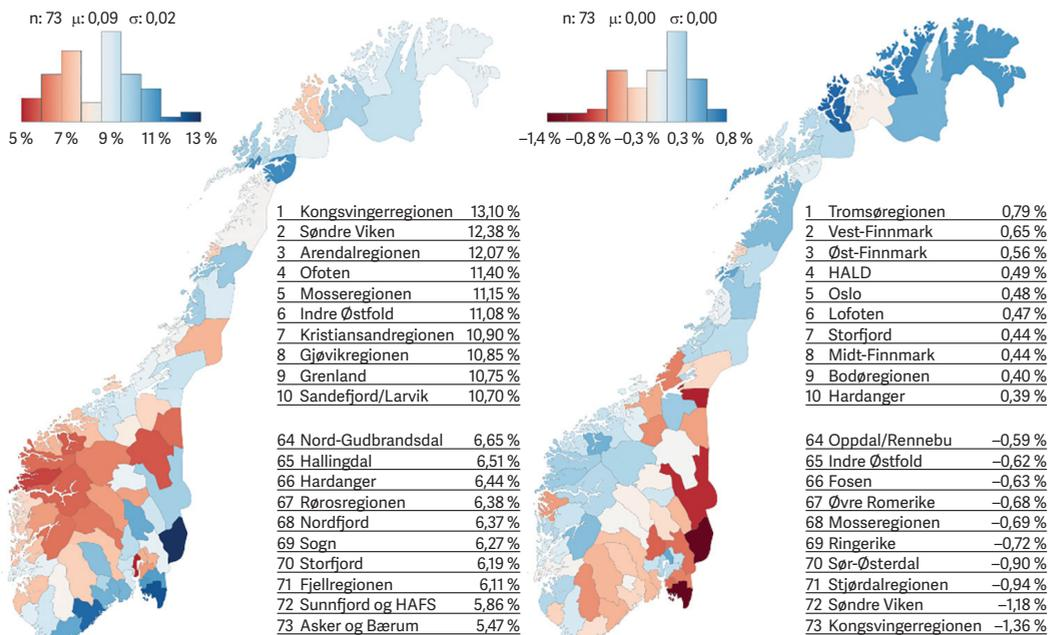 n: 73 μ: 0,09 σ: 0,02
5 % 7 % 9 % 11% 13 %
1 Kongsvingerregionen 13,10 %
2 Søndre Viken 12,38 %
3 Arendalregionen 12,07 %
4 Ofoten 11,40 %
5 Mosseregionen 11,15 %
6 Indre Østfold 11,08 %
7 Kristiansandregionen 10,90 %
8 Gjøvikregionen 10,85 %
9 Grenland 10,75 %
10 Sandefjord/Larvik 10,70 %
64 Nord-Gudbrandsdal 6,65 %
65 Hallingdal 6,51 %
66 Hardanger 6,44 %
67 Rørosregionen 6,38 %
68 Nordfjord 6,37 %
69 Sogn 6,27 %
70 Storfjord 6,19 %
71 Fjellregionen 6,11 %
72 Sunnfjord og HAFS 5,86 %
73 Asker og Bærum 5,47 %
n: 73 μ: 0,00 σ: 0,00
–1,4 % –0,8 % –0,3 % 0,3 % 0,8 %
1 Tromsøregionen 0,79 %
2 Vest-Finnmark 0,65 %
3 Øst-Finnmark 0,56 %
4 HALD 0,49 %
5 Oslo 0,48 %
6 Lofoten 0,47 %
7 Storfjord 0,44 %
8 Midt-Finnmark 0,44 %
9 Bodøregionen 0,40 %
10 Hardanger 0,39 %
64 Oppdal/Rennebu –0,59 %
65 Indre Østfold –0,62 %
66 Fosen –0,63 %
67 Øvre Romerike –0,68 %
68 Mosseregionen –0,69 %
69 Ringerike –0,72 %
70 Sør-Østerdal –0,90 %
71 Stjørdalregionen –0,94 %
72 Søndre Viken –1,18 %
73 Kongsvingerregionen –1,36 %